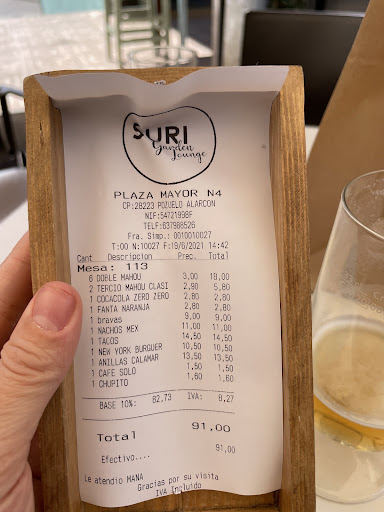 SURI
Garden
Lounge
PLAZA MAYOR N4
CP:28223 POZUELO ALARCON
NIF:54721998F
TELF:637986526
Fra. Simp.: 0010010027
T:00 N:10027 F:19/6/2021 14:42
Cant Descripcion Prec. Total
Mesa: 113
6 DOBLE MAHOU 3,00 18,00
2 TERCIO MAHOU CLASI 2,90 5,80
1 COCACOLA ZERO ZERO 2,80 2,80
1 FANTA NARANJA 2,80 2,80
1 bravas 9,00 9,00
1 NACHOS MEX 11,00 11,00
1 TACOS 14,50 14,50
1 NEW YORK BURGUER 10,50 10,50
1 ANILLAS CALAMAR 13,50 13,50
1 CAFE SOLO 1,50 1,50
1 CHUPITO 1,60 1,60
BASE 10%: 82.73 IVA: 8.27
Total 91,00
Efectivo.... 91,00
Le atendio MANA
Gracias por su visita
IVA Incluido